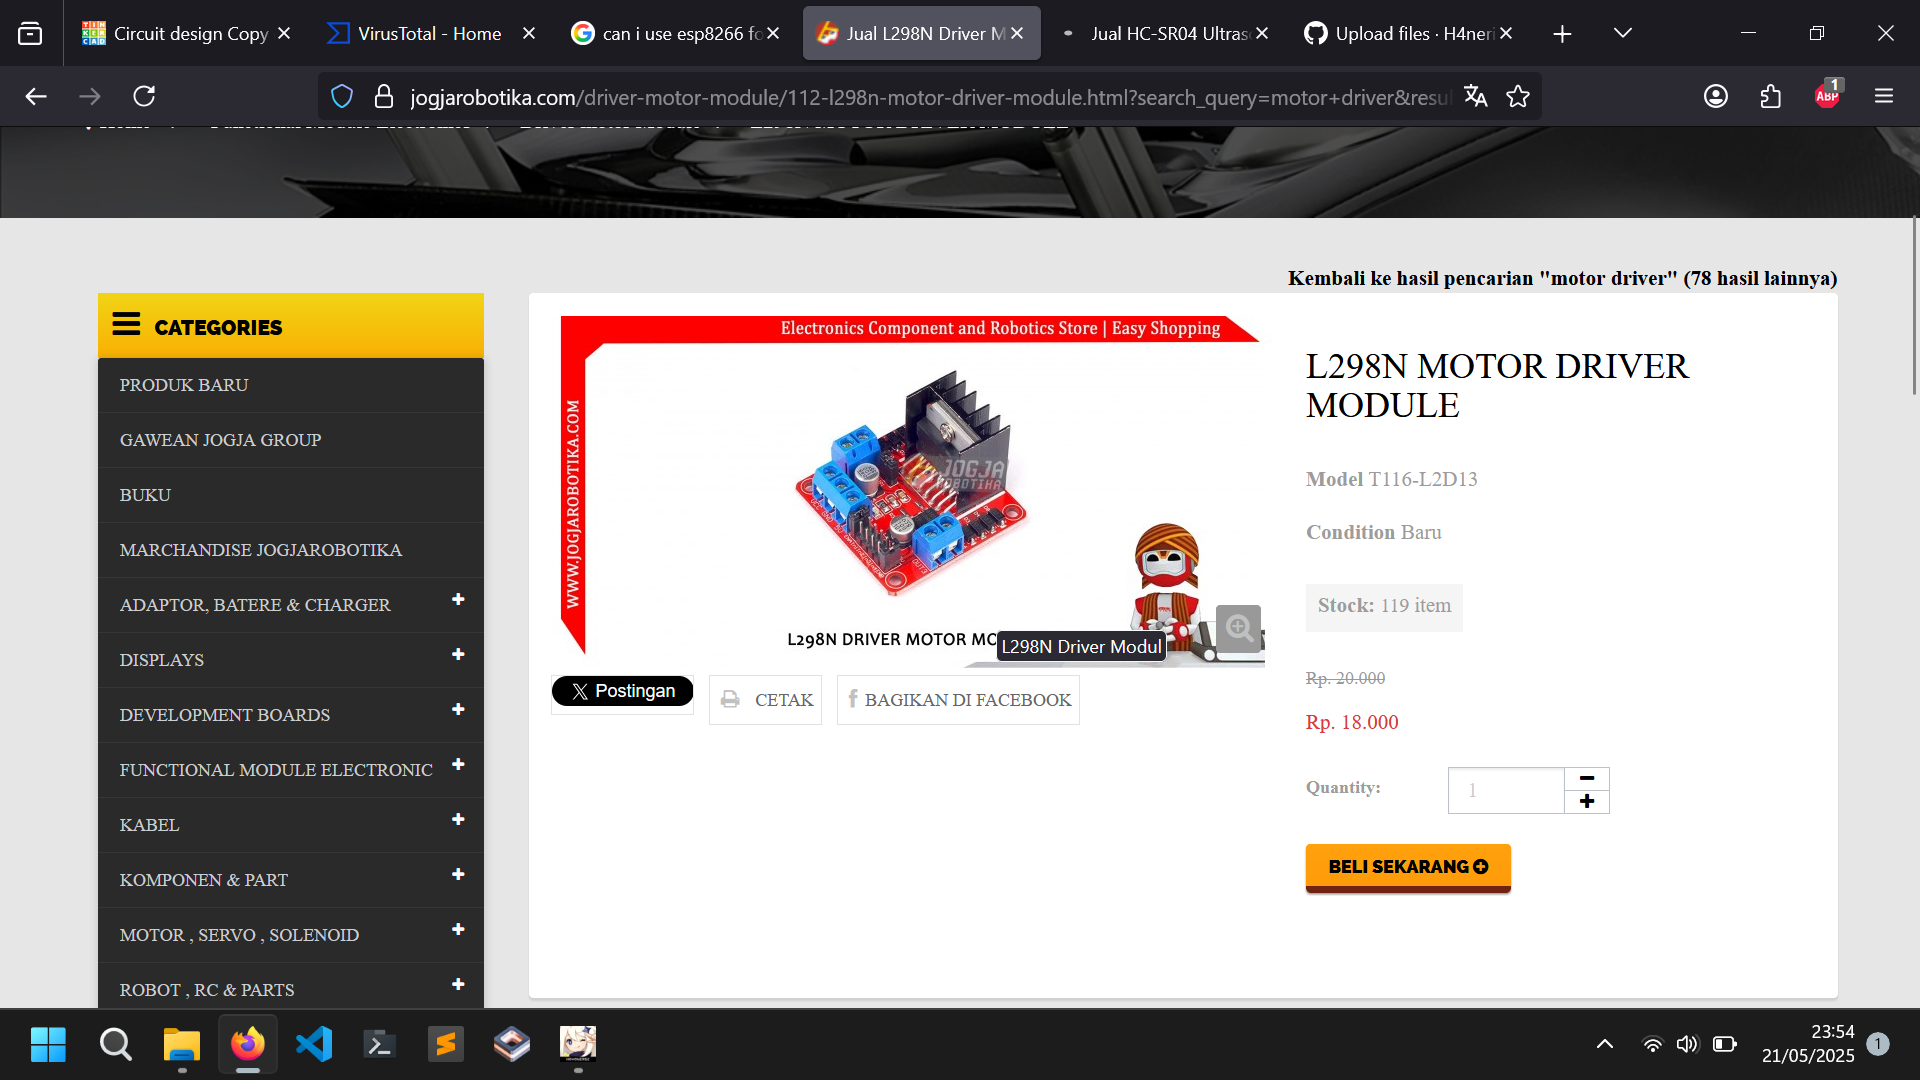 Circuit design Copy
VirusTotal - Home
can i use esp8266 fo
Jual L298N Driver M
Jual HC-SR04 Ultras
Upload files · H4neri
jogjarobotika.com/driver-motor-module/112-l298n-motor-driver-module.html?search_query=motor+driver&resul
ABP
1
Kembali ke hasil pencarian "motor driver" (78 hasil lainnya)
CATEGORIES
PRODUK BARU
GAWEAN JOGJA GROUP
BUKU
MARCHANDISE JOGJAROBOTIKA
ADAPTOR, BATERE & CHARGER
DISPLAYS
DEVELOPMENT BOARDS
FUNCTIONAL MODULE ELECTRONIC
KABEL
KOMPONEN & PART
MOTOR , SERVO , SOLENOID
ROBOT , RC & PARTS
Electronics Component and Robotics Store | Easy Shopping
WWW.JOGJAROBOTIKA.COM
JOGJA
ROBOTIKA
L298N DRIVER MOTOR MO
L298N Driver Modul
Postingan
CETAK
BAGIKAN DI FACEBOOK
L298N MOTOR DRIVER
MODULE
Model T116-L2D13
Condition Baru
Stock: 119 item
Rp. 20.000
Rp. 18.000
Quantity:
1
BELI SEKARANG
23:54
21/05/2025
1